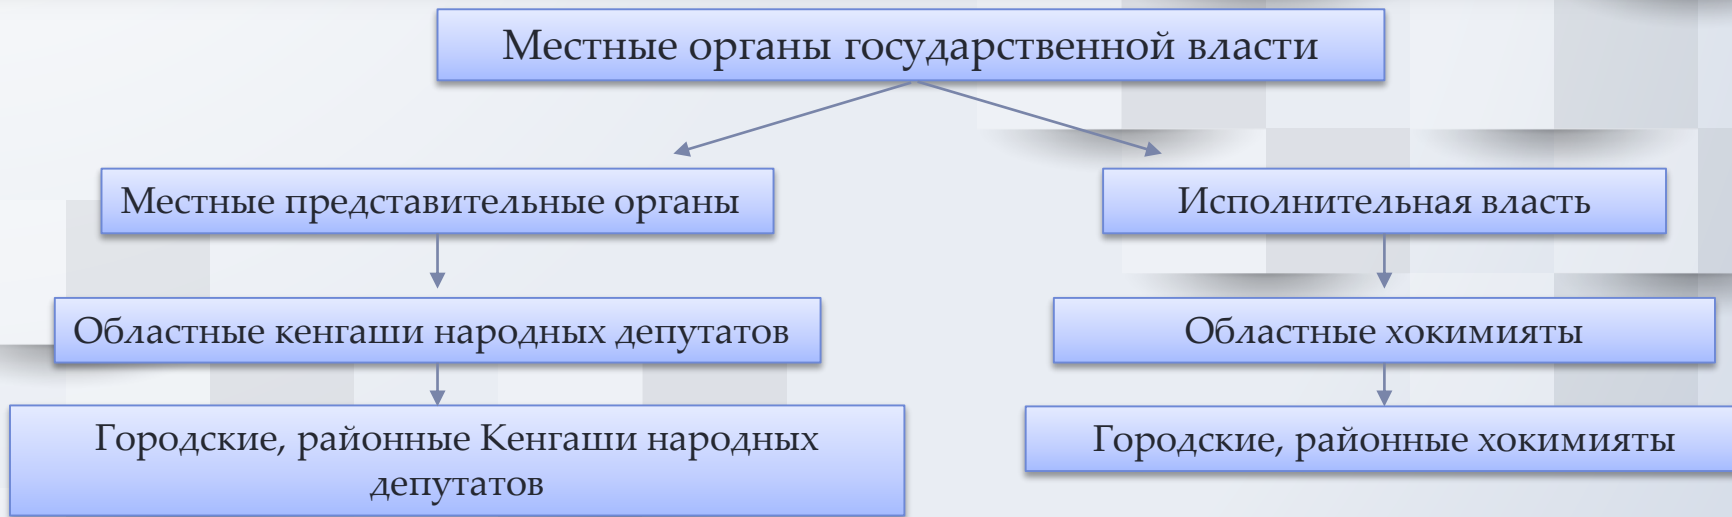 Местные органы государственной власти
Местные представительные органы
Исполнительная власть
Областные кенгаши народных депутатов
Областные хокимияты
Городские, районные Кенгаши народных
депутатов
Городские, районные хокимияты